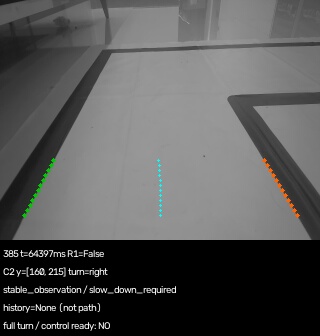 385 t=64397ms R1=False
C2 y=[160, 215] turn=right
stable_observation / slow_down_required
history=None (not path)
full turn / control ready: NO